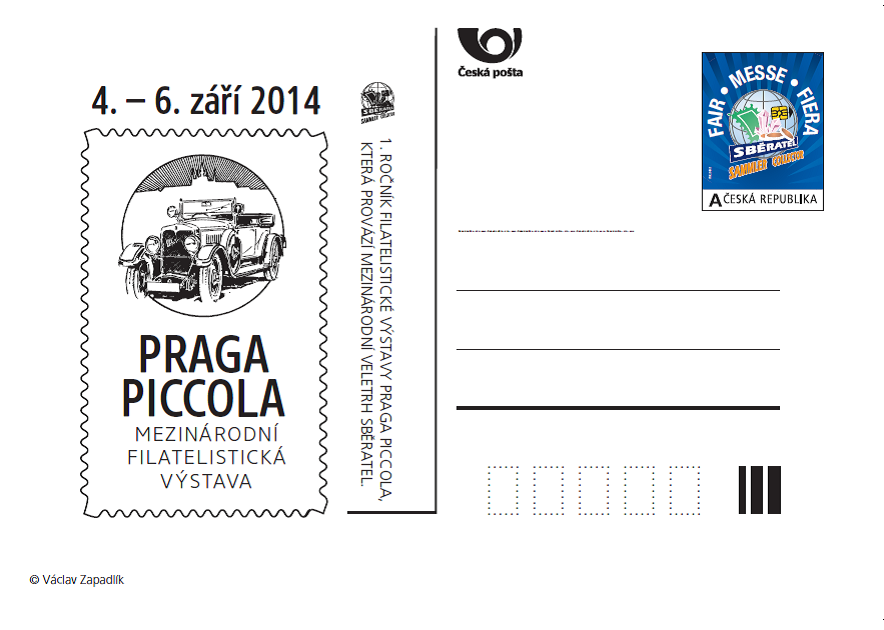 4. – 6. září 2014
PRAGA
PICCOLA
MEZINÁRODNÍ
FILATELISTICKÁ
VÝSTAVA
SBĚRATEL
1. ROČNÍK FILATELISTICKÉ VÝSTAVY PRAGA PICCOLA,
KTERÁ PROVÁZÍ MEZINÁRODNÍ VELETRH SBĚRATEL.
Česká pošta
FAIR • MESSE • FIERA
SBĚRATEL
SAMMLER COLLECTOR
A ČESKÁ REPUBLIKA
© Václav Zapadlík